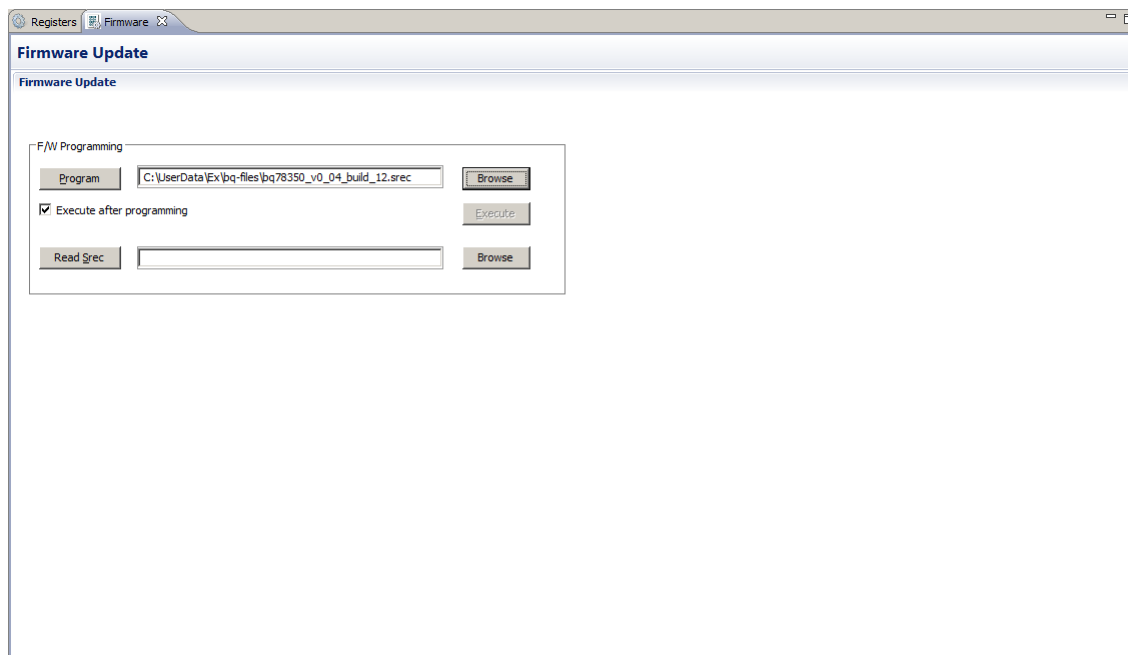 Registers Firmware
Firmware Update
Firmware Update
F/W Programming
Program C:\UserData\Ex\bq-files\bq78350_v0_04_build_12.srec Browse
Execute after programming Execute
Read Srec Browse